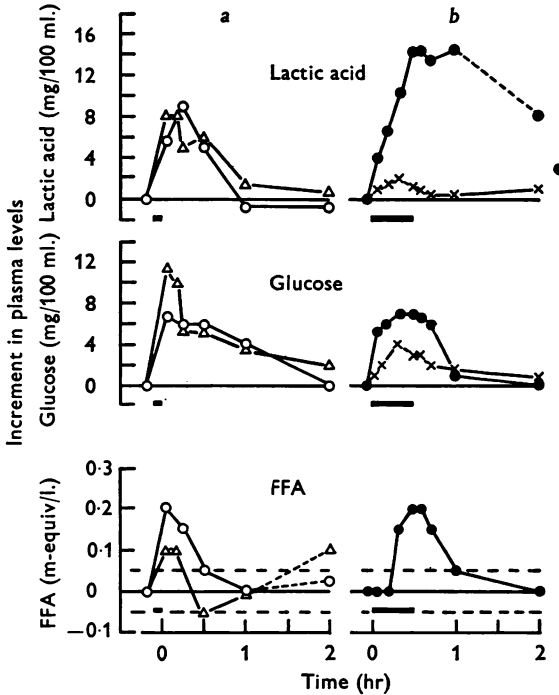 a b
16
12
8
4
0
Lactic acid
Lactic acid (mg/100 ml.)
12
8
4
0
Glucose
Glucose (mg/100 ml.)
Increment in plasma levels
0·3
0·2
0·1
0
−0·1
FFA
FFA (m-equiv/l.)
0 1 2 0 1 2
Time (hr)